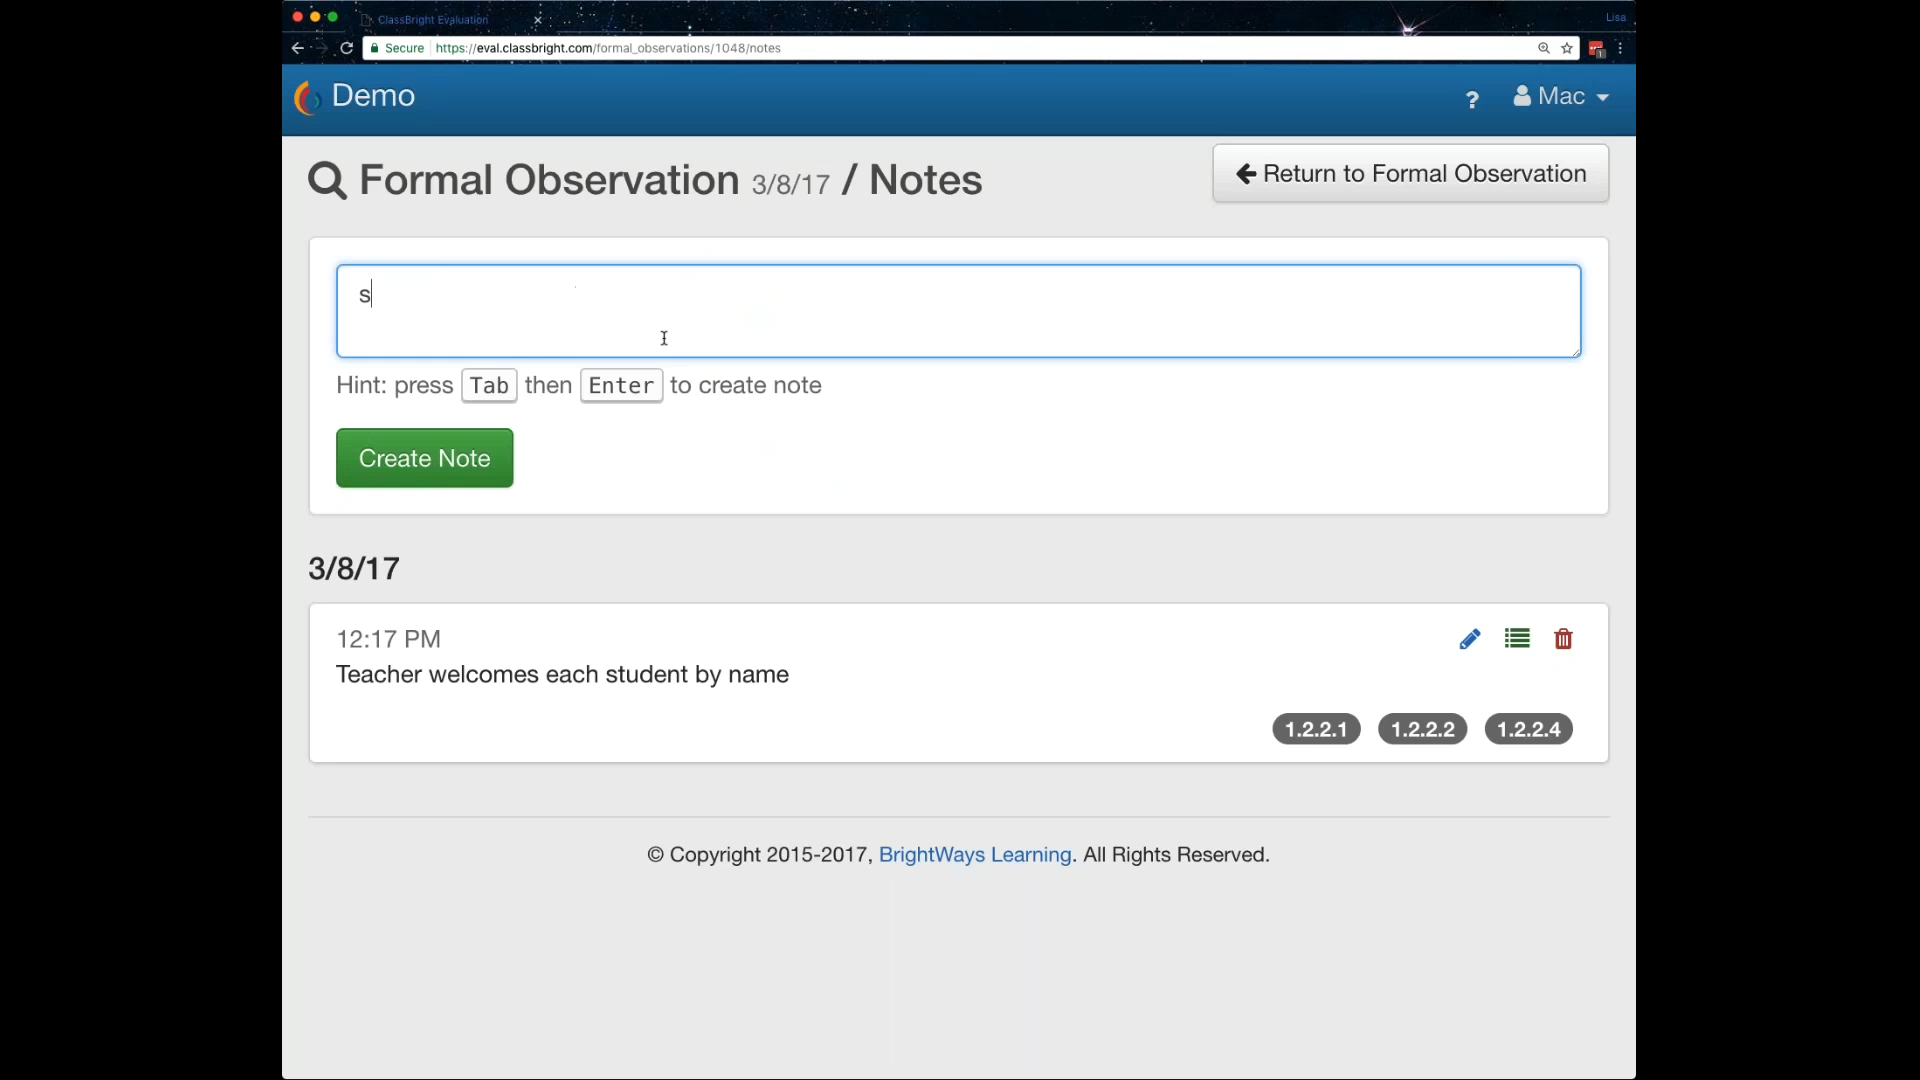 ClassBright Evaluation
Lisa
Secure https://eval.classbright.com/formal_observations/1048/notes
Demo
? Mac
Formal Observation 3/8/17 / Notes
Return to Formal Observation
s
Hint: press Tab then Enter to create note
Create Note
3/8/17
12:17 PM
Teacher welcomes each student by name
1.2.2.1 1.2.2.2 1.2.2.4
© Copyright 2015-2017, BrightWays Learning. All Rights Reserved.